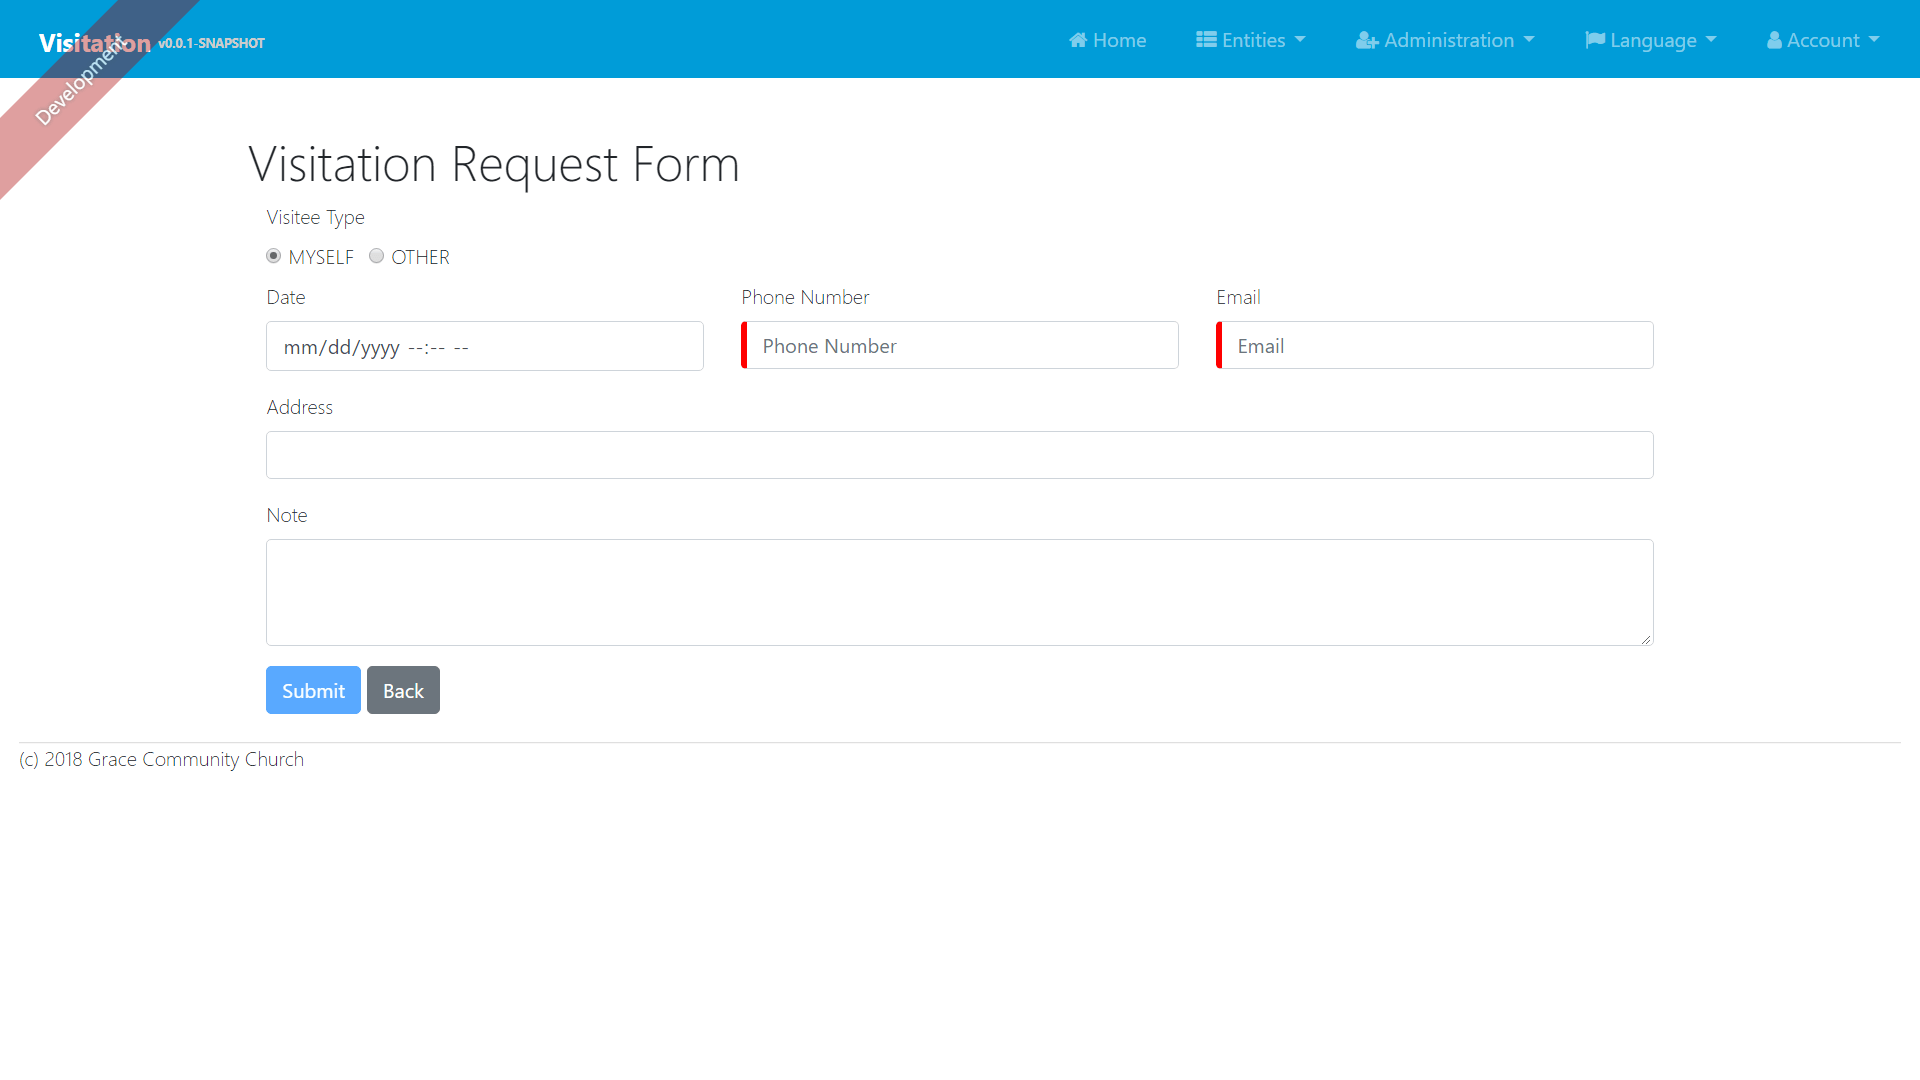 Visitation v0.0.1-SNAPSHOT
Development
Home Entities Administration Language Account
Visitation Request Form
Visitee Type
MYSELF OTHER
Date Phone Number Email
mm/dd/yyyy --:-- -- Phone Number Email
Address
Note
Submit Back
(c) 2018 Grace Community Church